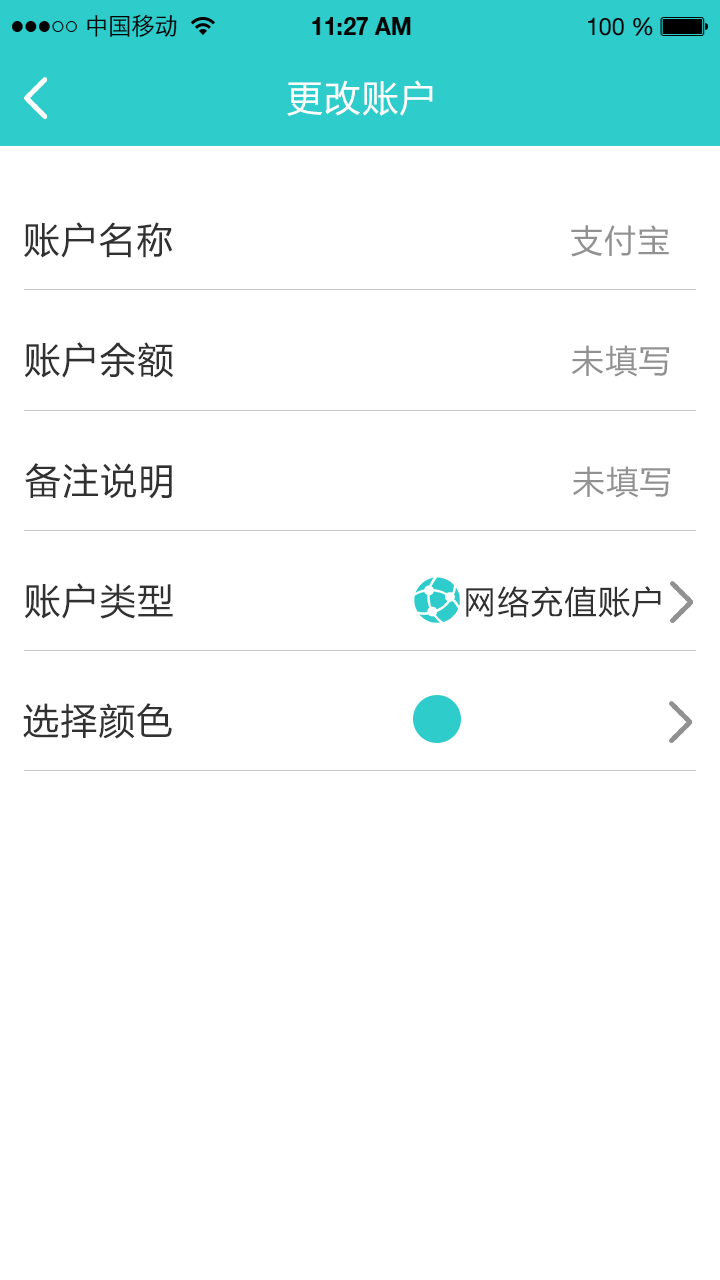 中国移动 11:27 AM 100 %
更改账户
账户名称 支付宝
账户余额 未填写
备注说明 未填写
账户类型 网络充值账户
选择颜色